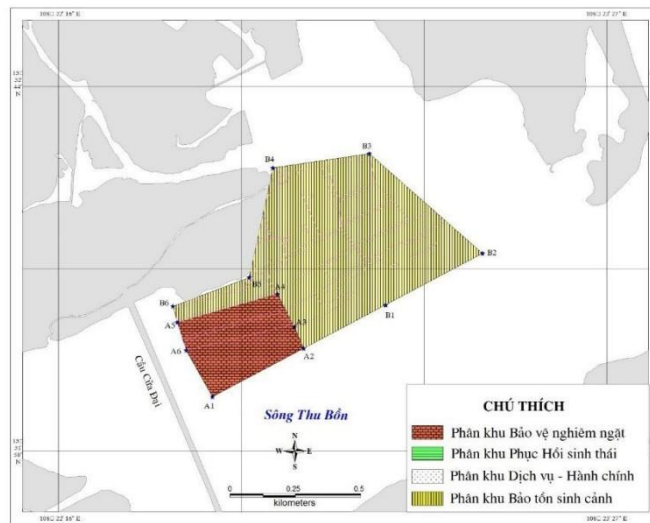 B4
B3
B2
B5
A4
B6
B1
A3
A5
A2
A6
A1
Cầu Cửa Đại
Sông Thu Bồn
N
W E
S
0 0.25 0.5
kilometers
CHÚ THÍCH
Phân khu Bảo vệ nghiêm ngặt
Phân khu Phục Hồi sinh thái
Phân khu Dịch vụ - Hành chính
Phân khu Bảo tồn sinh cảnh